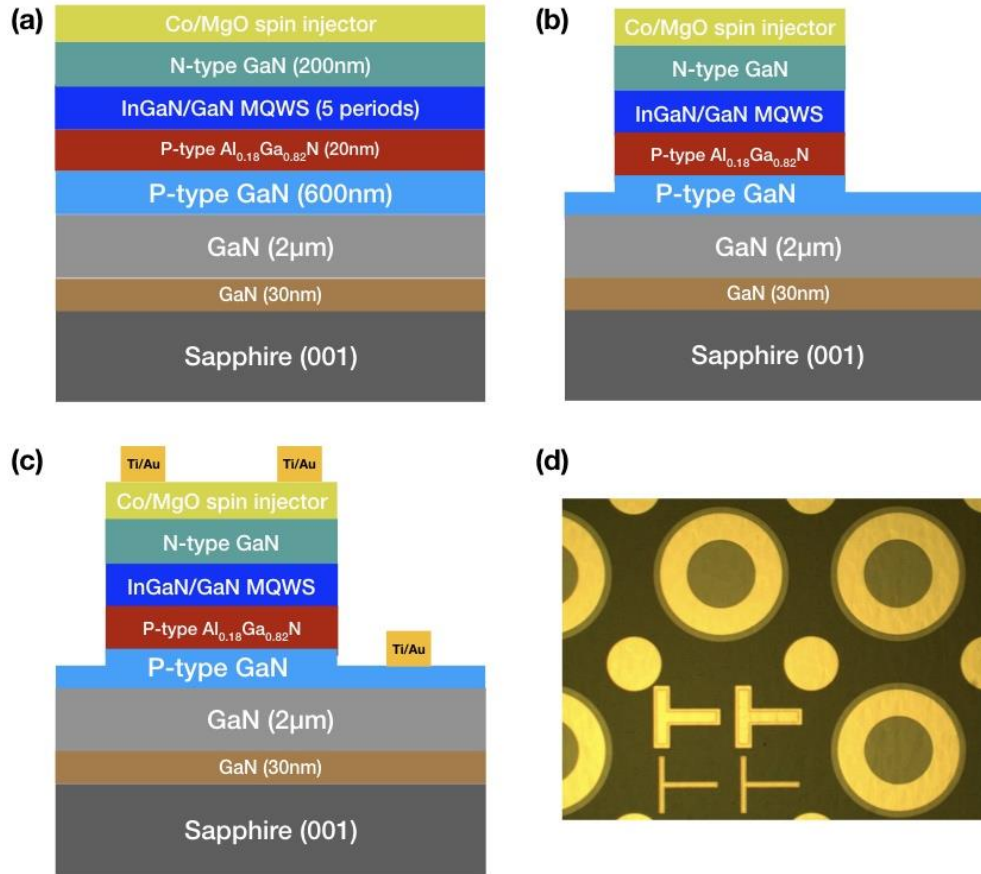 (a)
Co/MgO spin injector
N-type GaN (200nm)
InGaN/GaN MQWS (5 periods)
P-type Al0.18Ga0.82N (20nm)
P-type GaN (600nm)
GaN (2μm)
GaN (30nm)
Sapphire (001)
(b)
Co/MgO spin injector
N-type GaN
InGaN/GaN MQWS
P-type Al0.18Ga0.82N
P-type GaN
GaN (2μm)
GaN (30nm)
Sapphire (001)
(c)
Ti/Au
Ti/Au
Co/MgO spin injector
N-type GaN
InGaN/GaN MQWS
P-type Al0.18Ga0.82N
Ti/Au
P-type GaN
GaN (2μm)
GaN (30nm)
Sapphire (001)
(d)